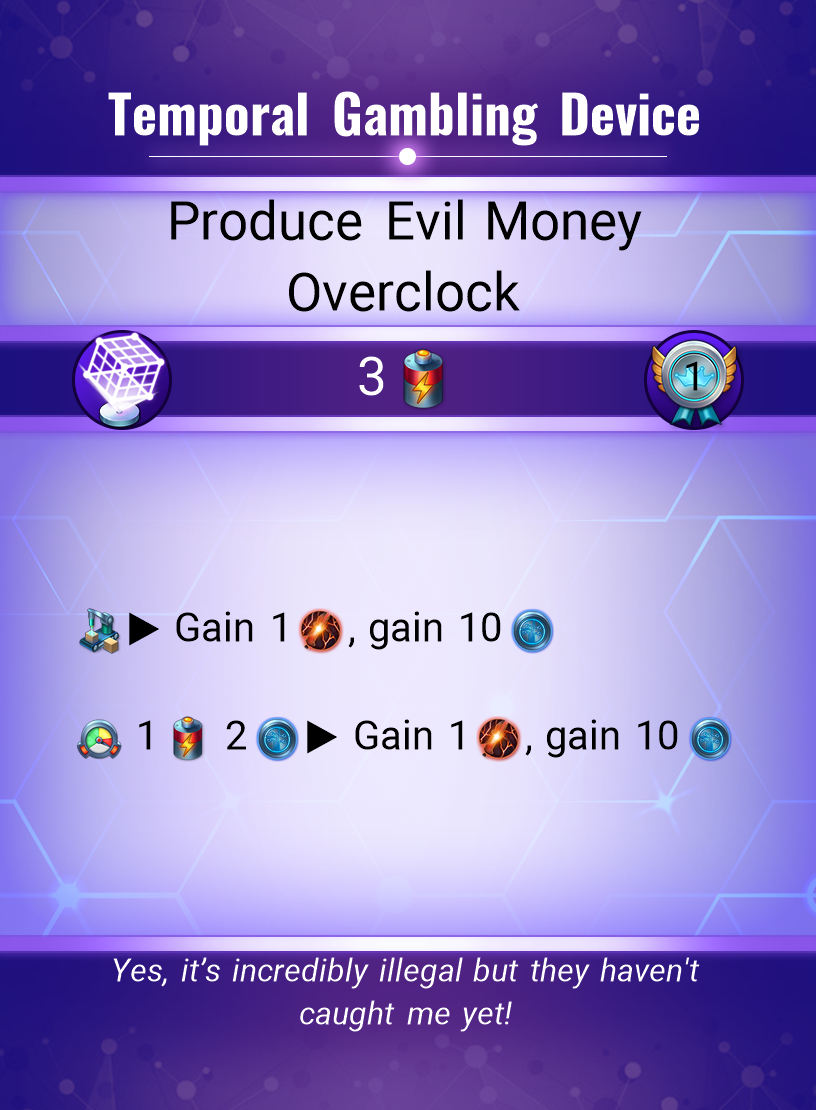 Temporal Gambling Device
Produce Evil Money
Overclock
3
1
▶ Gain 1 , gain 10
1 2 ▶ Gain 1 , gain 10
Yes, it’s incredibly illegal but they haven't
caught me yet!